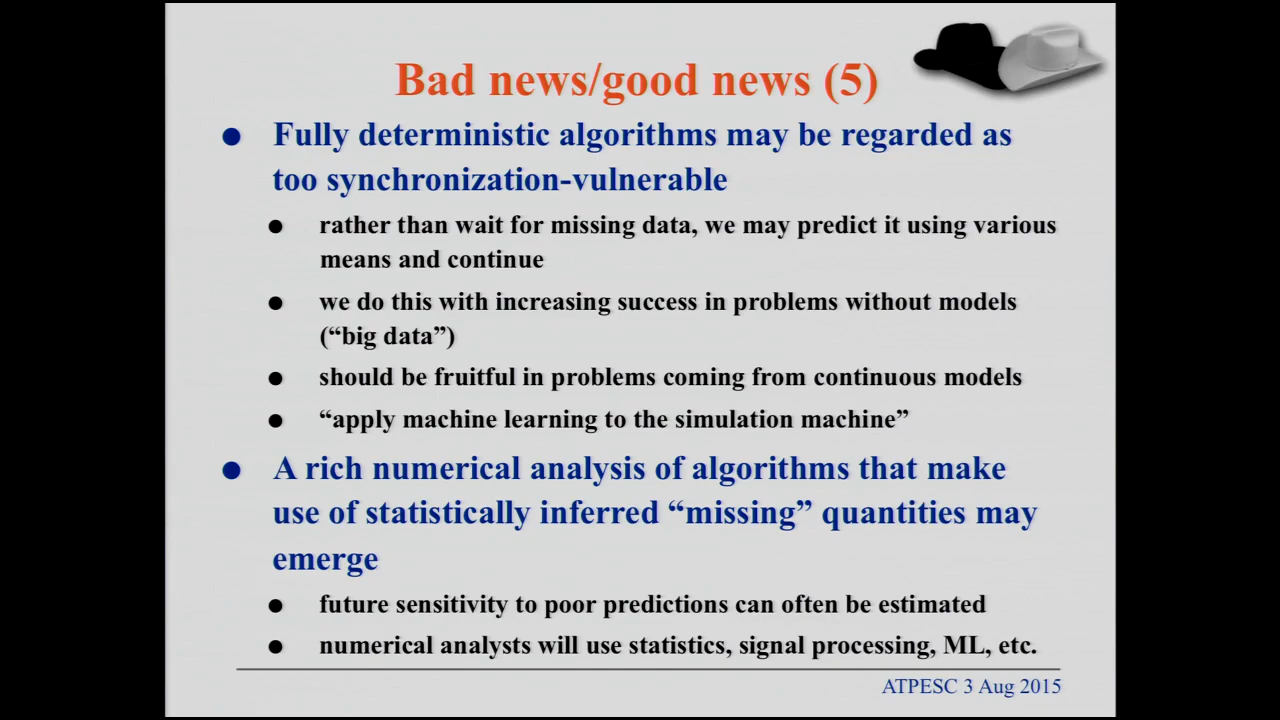 Bad news/good news (5)
● Fully deterministic algorithms may be regarded as
too synchronization-vulnerable
● rather than wait for missing data, we may predict it using various
means and continue
● we do this with increasing success in problems without models
(“big data”)
● should be fruitful in problems coming from continuous models
● “apply machine learning to the simulation machine”
● A rich numerical analysis of algorithms that make
use of statistically inferred “missing” quantities may
emerge
● future sensitivity to poor predictions can often be estimated
● numerical analysts will use statistics, signal processing, ML, etc.
ATPESC 3 Aug 2015